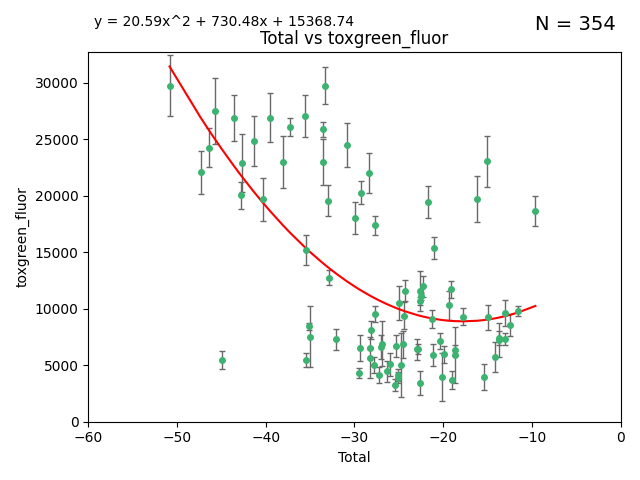 y = 20.59x^2 + 730.48x + 15368.74
N = 354
Total vs toxgreen_fluor
30000
25000
20000
15000
10000
5000
0
toxgreen_fluor
−60
−50
−40
−30
−20
−10
0
Total